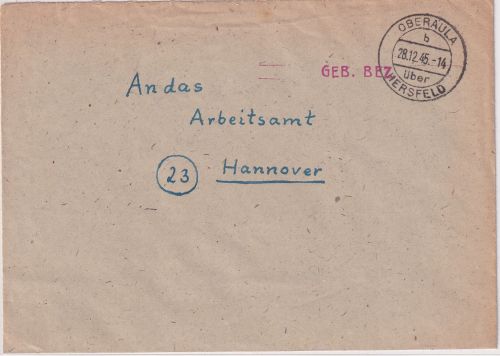 OBERAULA
b
28.12.45.-14
über
HERSFELD
GEB. BEZ.
An das
Arbeitsamt
23 Hannover